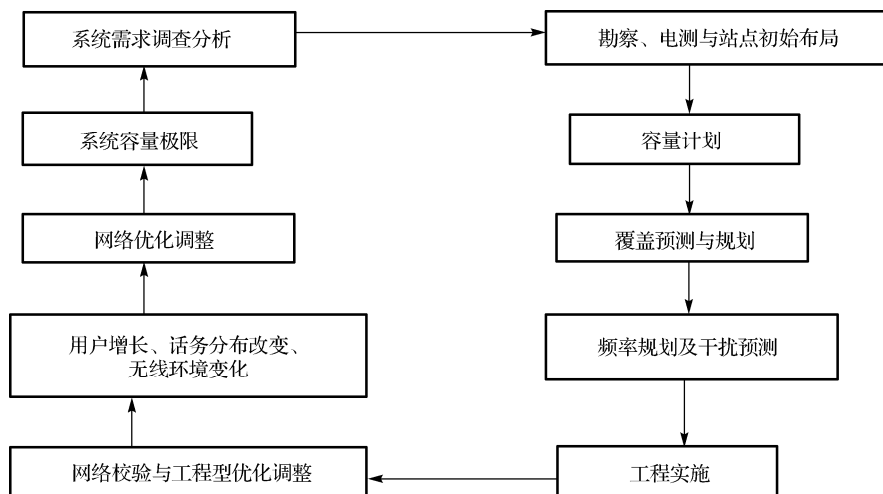 系统需求调查分析
勘察、电测与站点初始布局
系统容量极限
容量计划
网络优化调整
覆盖预测与规划
用户增长、话务分布改变、
无线环境变化
频率规划及干扰预测
网络校验与工程型优化调整
工程实施